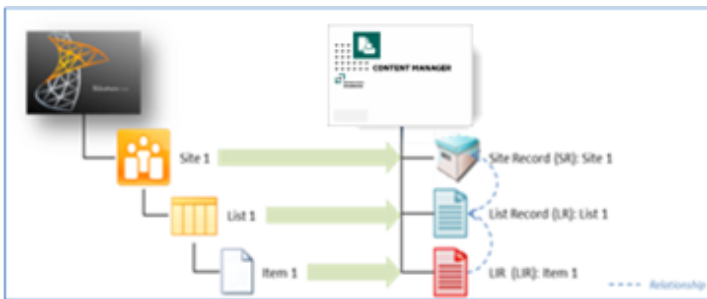 CONTENT MANAGER
Site 1
Site Record (SR): Site 1
List 1
List Record (LR): List 1
Item 1
LIR (LIR): Item 1
Relationship